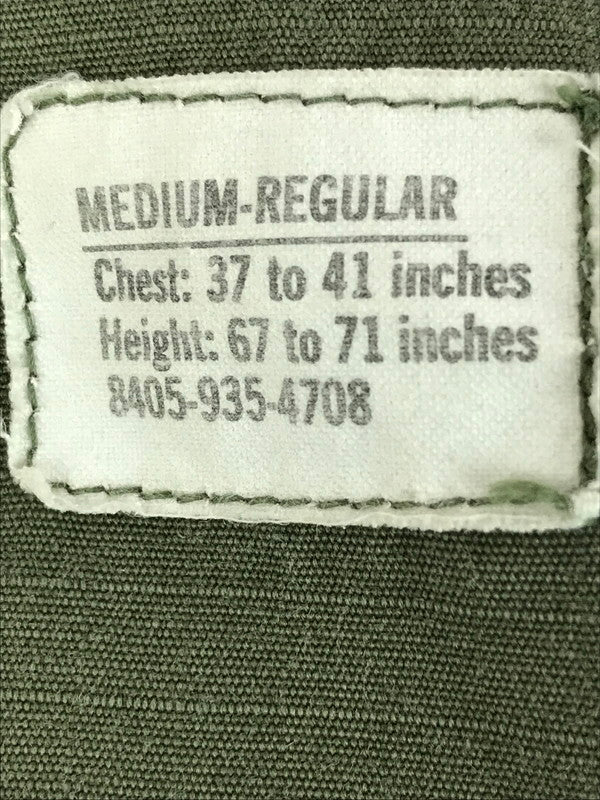 MEDIUM-REGULAR
Chest: 37 to 41 inches
Height: 67 to 71 inches
8405-935-4708